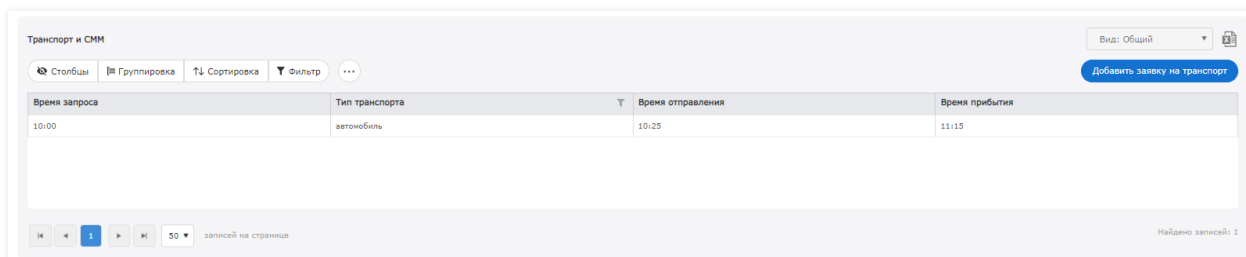 Транспорт и СММ
Вид: Общий
Столбцы Группировка Сортировка Фильтр ...
Добавить заявку на транспорт
Время запроса Тип транспорта Время отправления Время прибытия
10:00 автомобиль 10:25 11:15
1 50 записей на странице
Найдено записей: 1